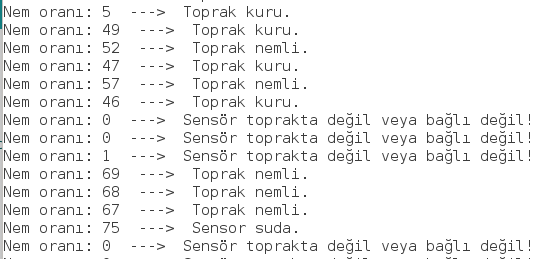 Nem oranı: 5  --->  Toprak kuru.
Nem oranı: 49  --->  Toprak kuru.
Nem oranı: 52  --->  Toprak nemli.
Nem oranı: 47  --->  Toprak kuru.
Nem oranı: 57  --->  Toprak nemli.
Nem oranı: 46  --->  Toprak kuru.
Nem oranı: 0  --->  Sensör toprakta değil veya bağlı değil!
Nem oranı: 0  --->  Sensör toprakta değil veya bağlı değil!
Nem oranı: 1  --->  Sensör toprakta değil veya bağlı değil!
Nem oranı: 69  --->  Toprak nemli.
Nem oranı: 68  --->  Toprak nemli.
Nem oranı: 67  --->  Toprak nemli.
Nem oranı: 75  --->  Sensor suda.
Nem oranı: 0  --->  Sensör toprakta değil veya bağlı değil!